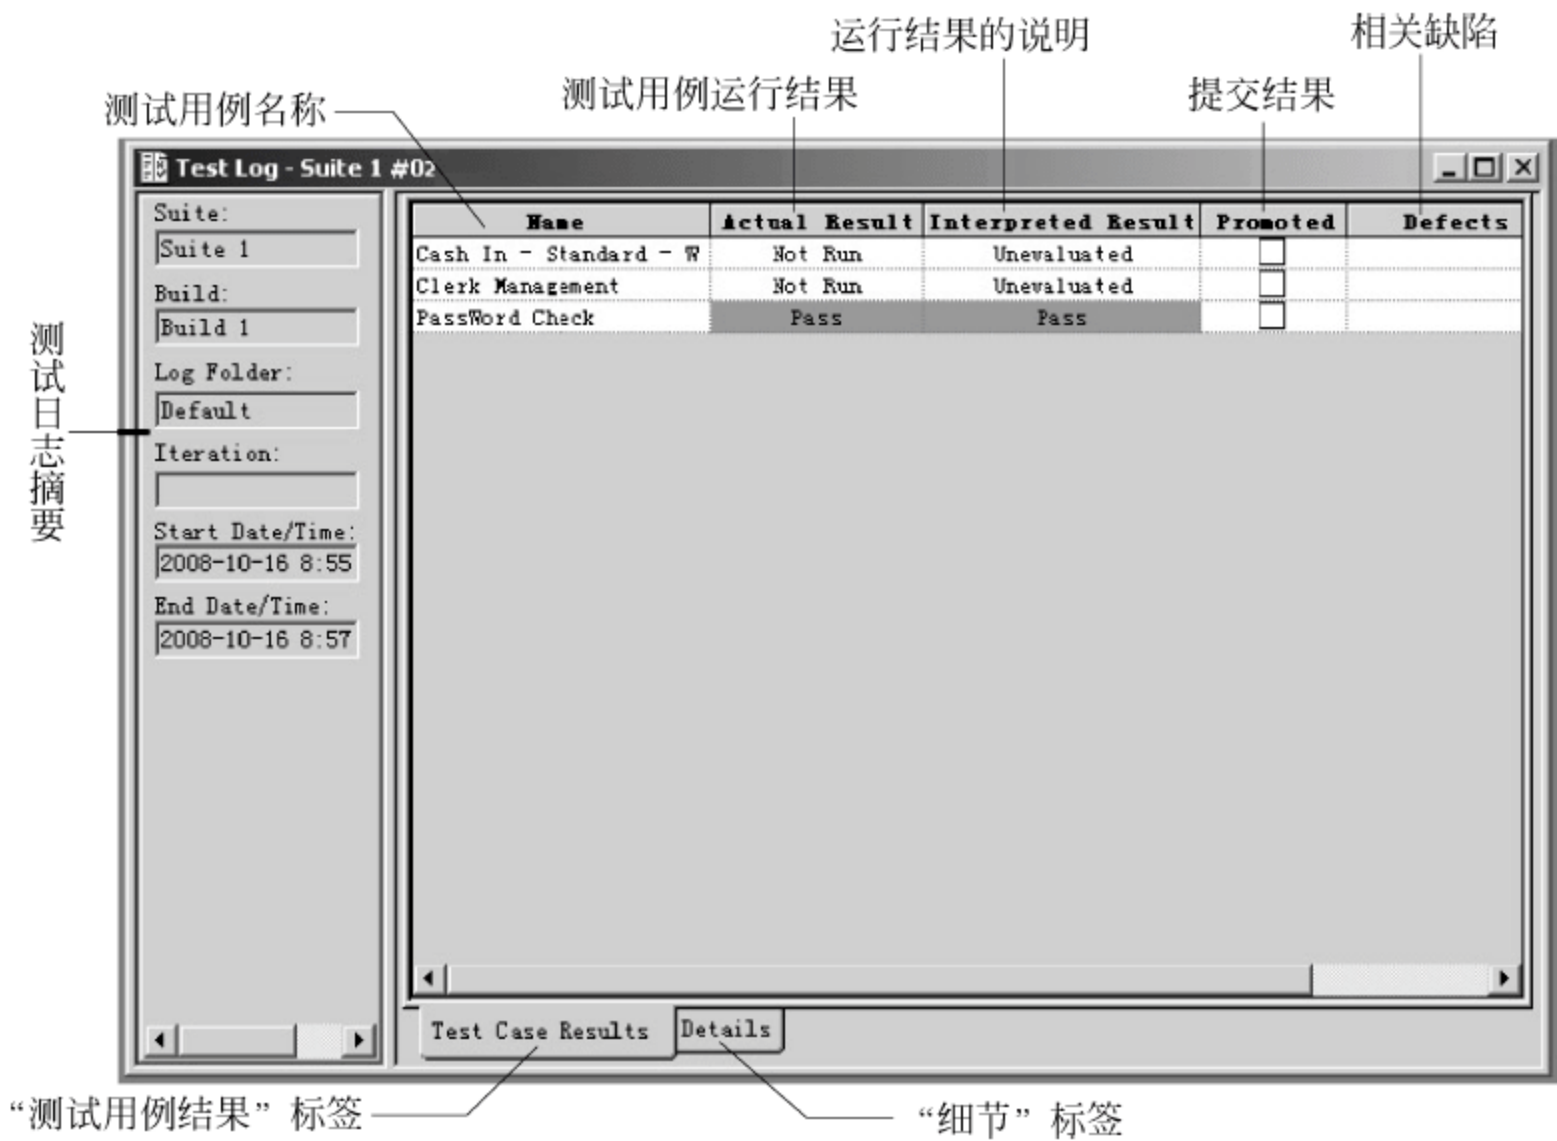 运行结果的说明
相关缺陷
测试用例名称
测试用例运行结果
提交结果
Test Log - Suite 1 #02
测试日志摘要
Suite:
Suite 1
Build:
Build 1
Log Folder:
Default
Iteration:
Start Date/Time:
2008-10-16 8:55
End Date/Time:
2008-10-16 8:57
Name Actual Result Interpreted Result Promoted Defects
Cash In - Standard - W Not Run Unevaluated
Clerk Management Not Run Unevaluated
PassWord Check Pass Pass
Test Case Results Details
“测试用例结果” 标签
“细节” 标签